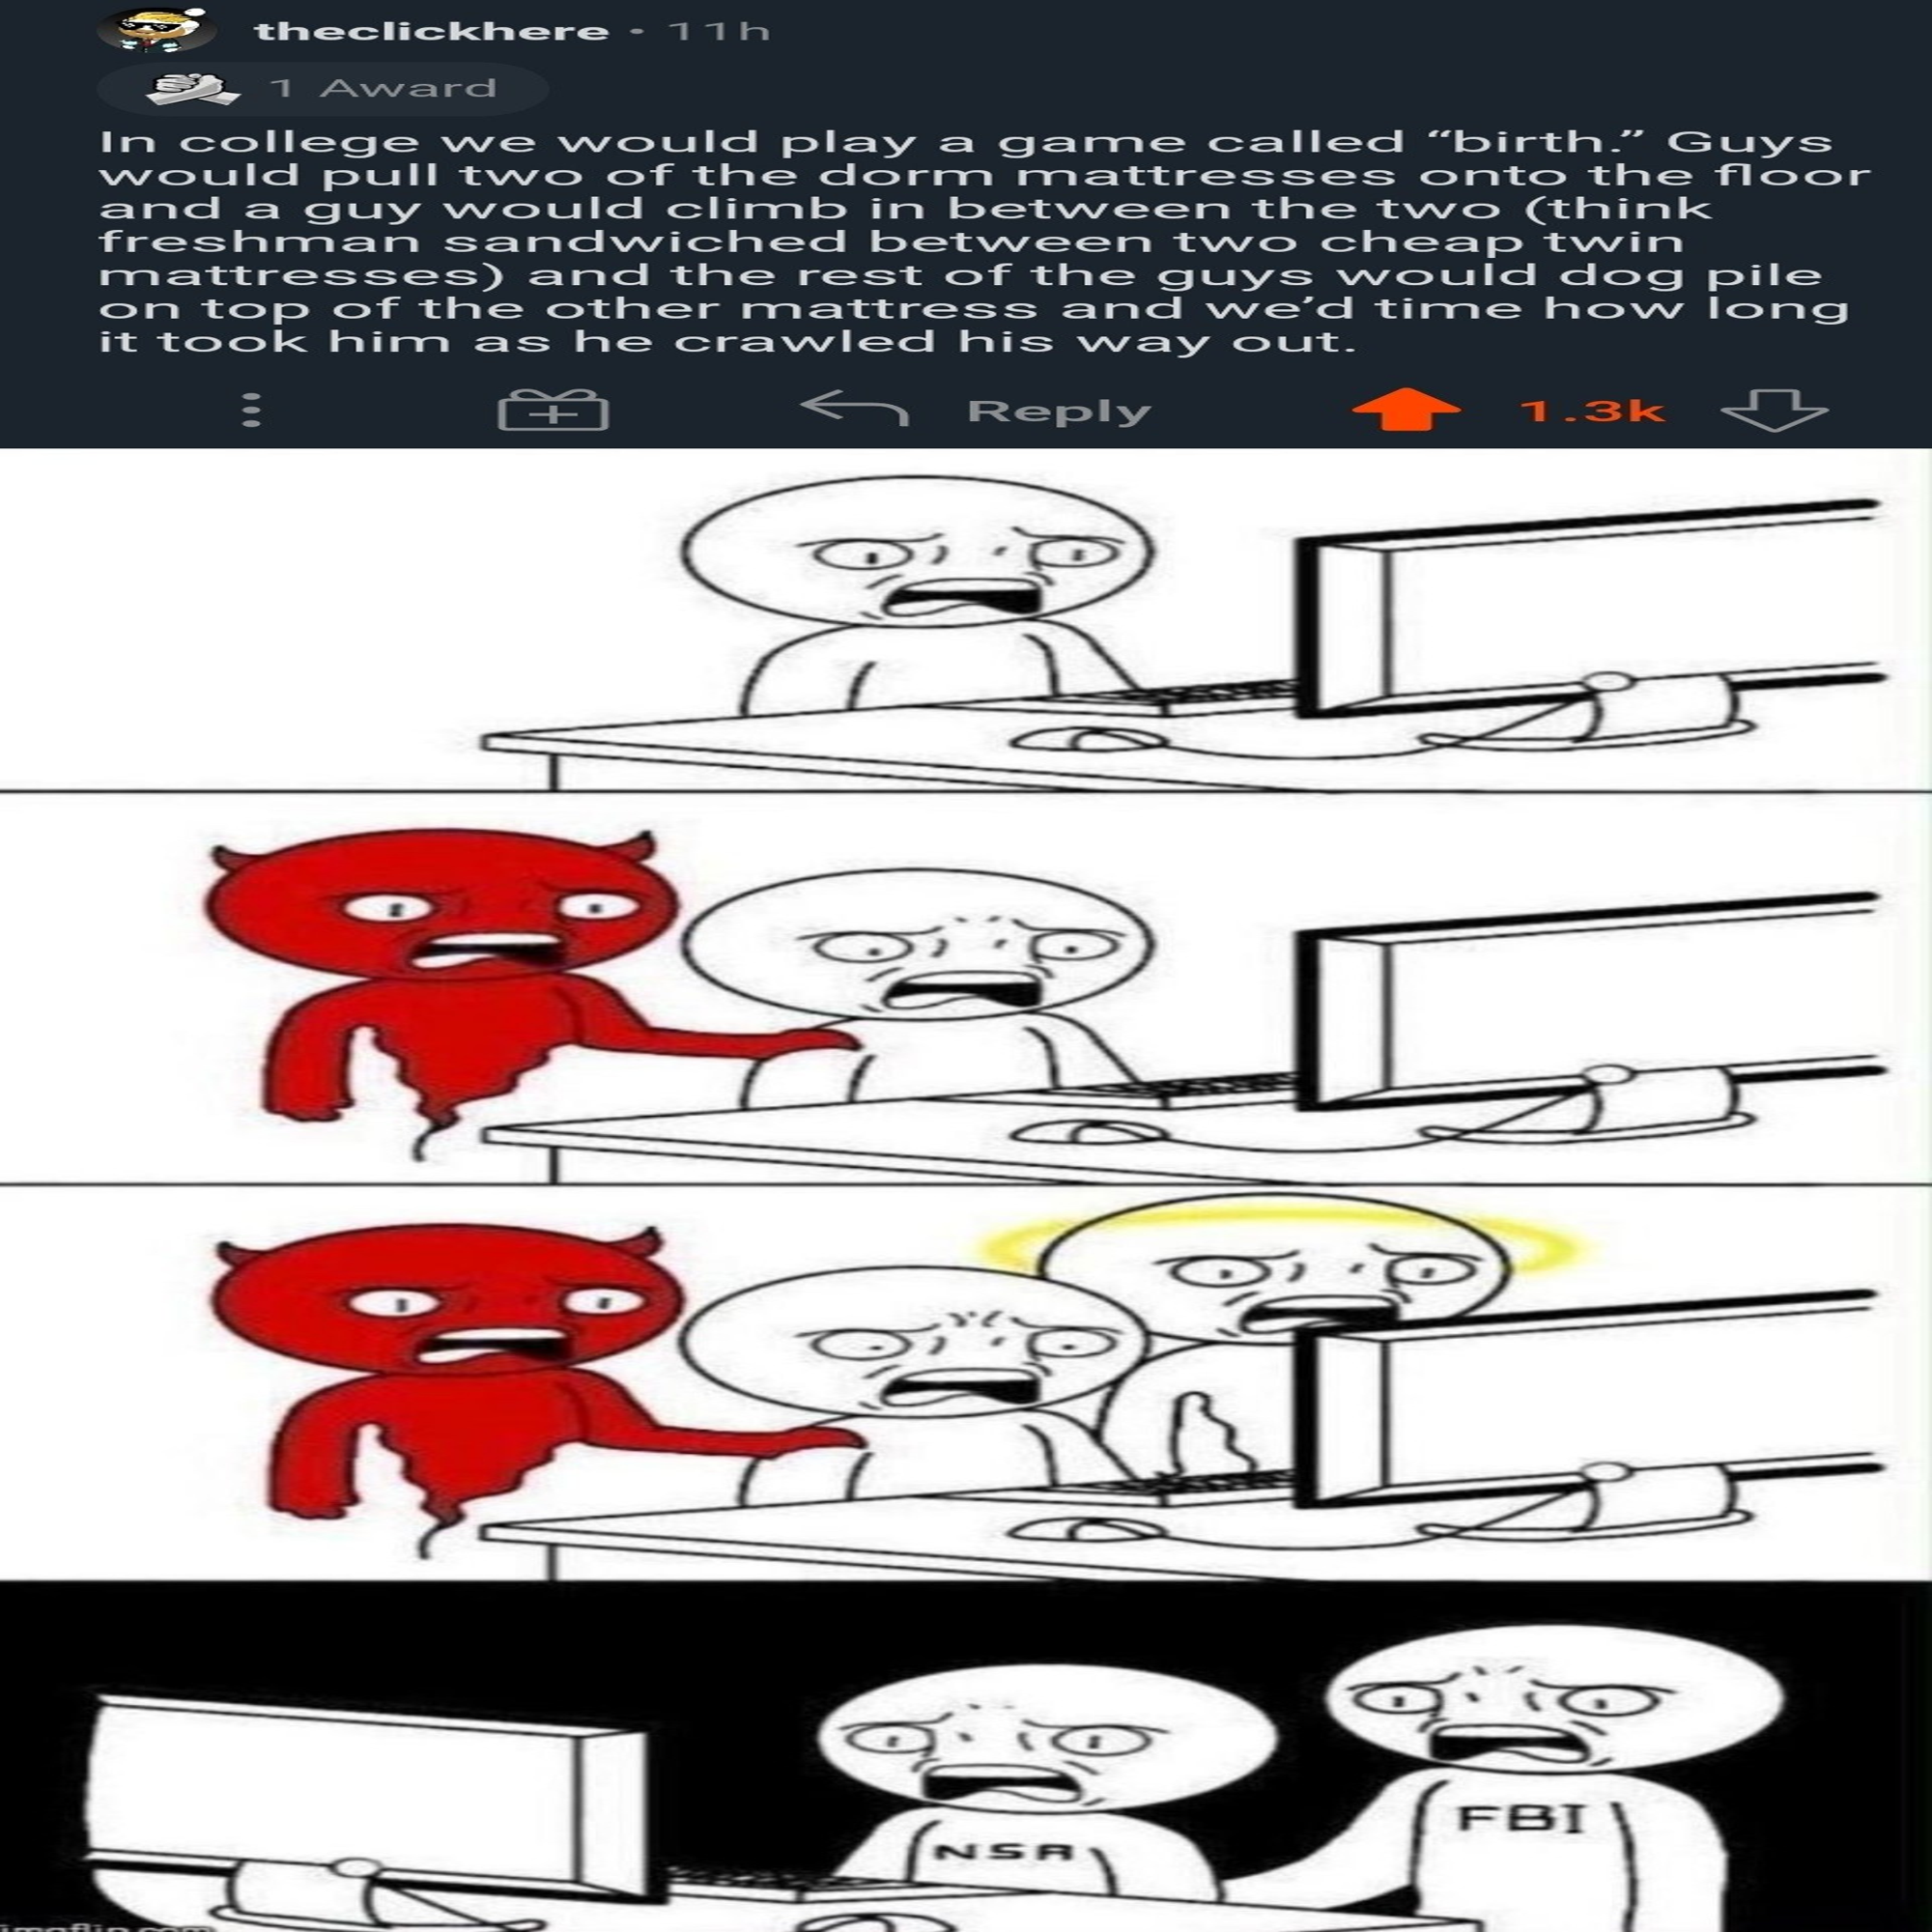 theclickhere • 11h
1 Award
In college we would play a game called “birth.” Guys
would pull two of the dorm mattresses onto the floor
and a guy would climb in between the two (think
freshman sandwiched between two cheap twin
mattresses) and the rest of the guys would dog pile
on top of the other mattress and we’d time how long
it took him as he crawled his way out.
Reply 1.3k
FBI
NSA
imgflip.com